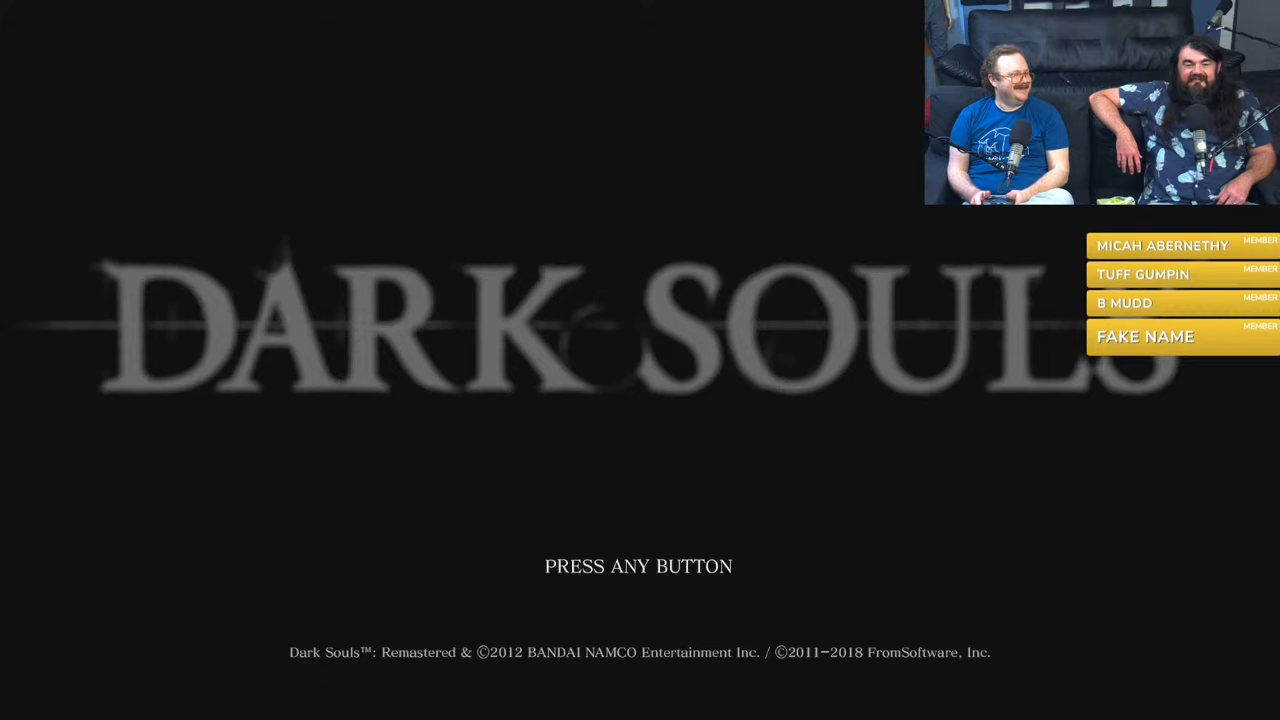 DARK SOULS
MICAH ABERNETHY
MEMBER
TUFF GUMPIN
MEMBER
B MUDD
MEMBER
FAKE NAME
MEMBER
PRESS ANY BUTTON
Dark Souls™: Remastered & ©2012 BANDAI NAMCO Entertainment Inc. / ©2011-2018 FromSoftware, Inc.